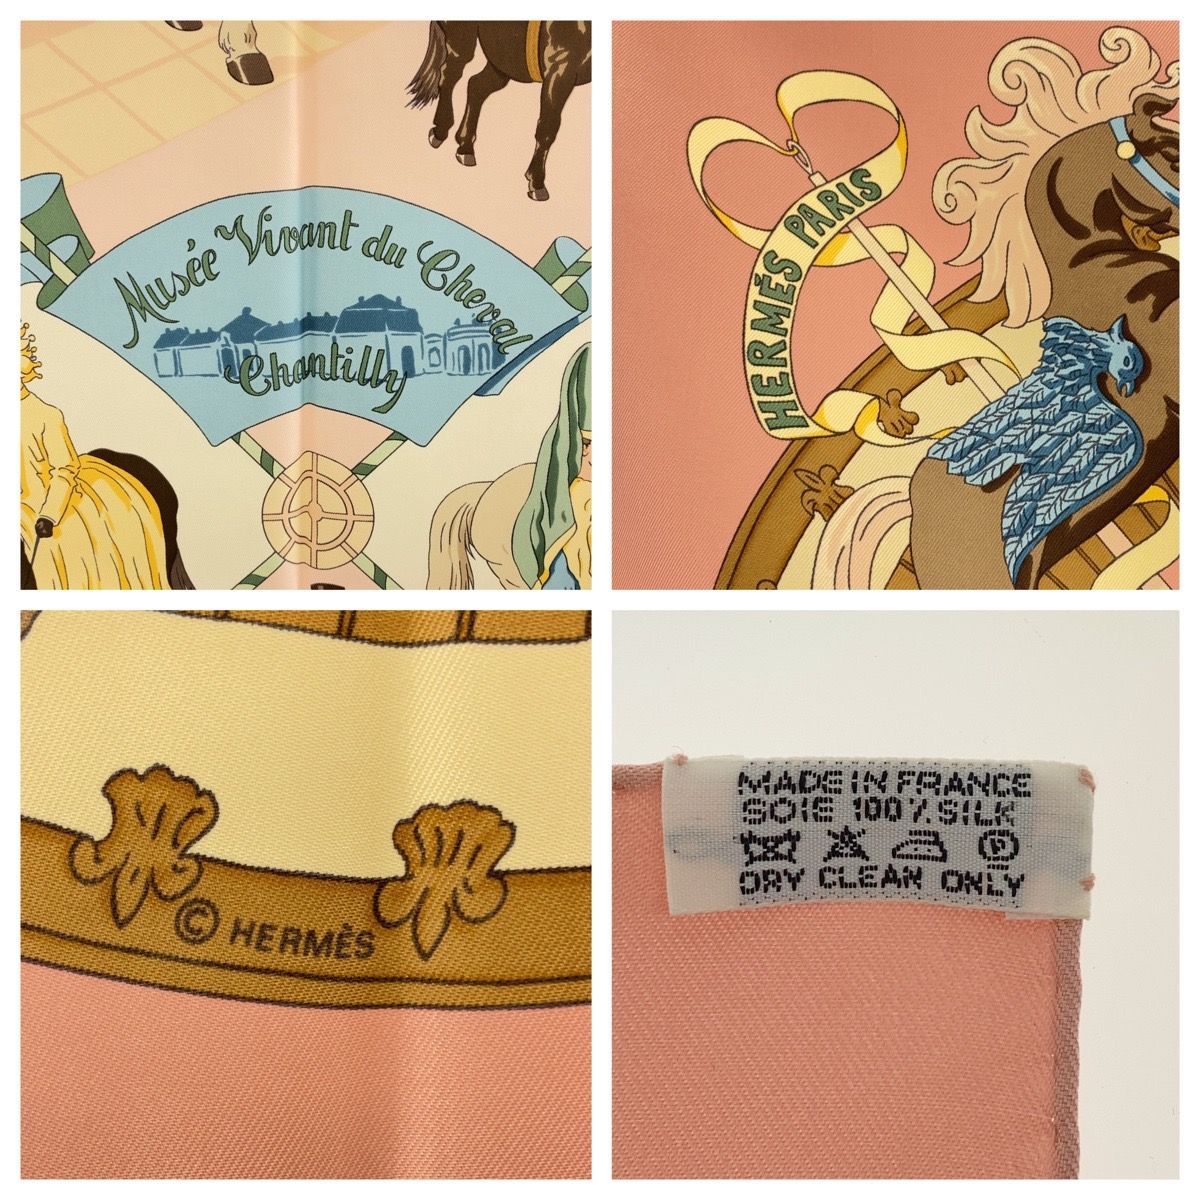 Musée Vivant du Cheval
Chantilly
HERMÈS PARIS
© HERMÈS
MADE IN FRANCE
SOIE 100% SILK
P
DRY CLEAN ONLY